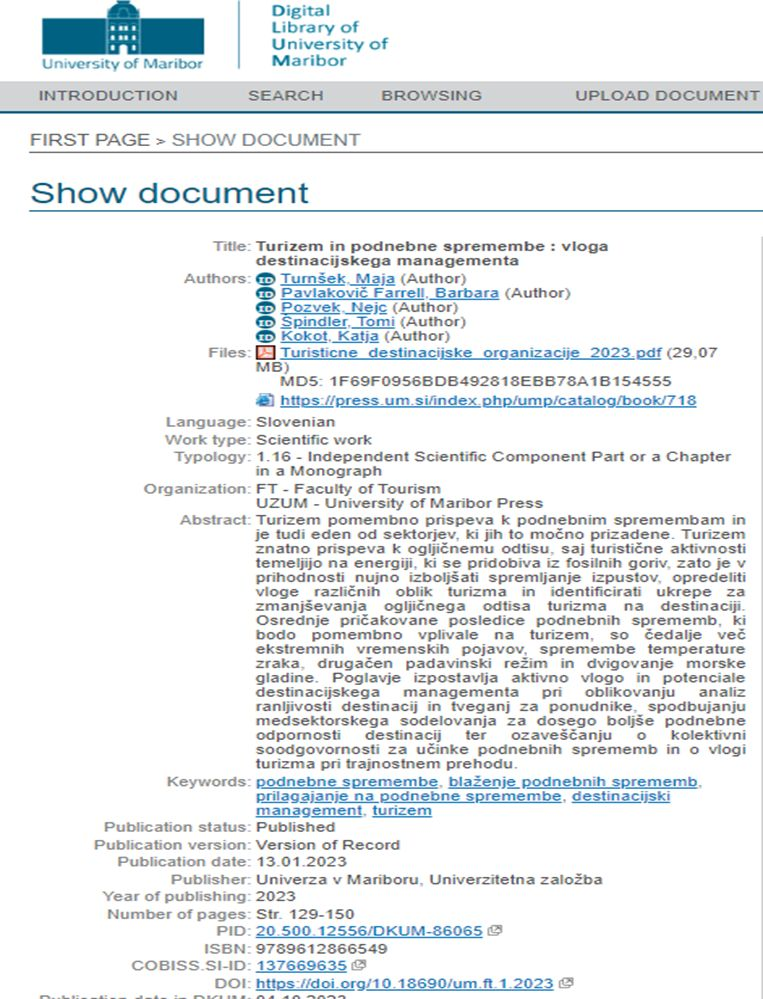 University of Maribor
Digital
Library of
University of
Maribor
INTRODUCTION SEARCH BROWSING UPLOAD DOCUMENT
FIRST PAGE > SHOW DOCUMENT
Show document
Title: Turizem in podnebne spremembe : vloga
destinacijskega managementa
Authors: ID Turnšek, Maja (Author)
ID Pavlakovič Farrell, Barbara (Author)
ID Pozvek, Nejc (Author)
ID Špindler, Tomi (Author)
ID Kokot, Katja (Author)
Files: Turisticne_destinacijske_organizacije_2023.pdf (29,07
MB)
MD5: 1F69F0956BDB492818EBB78A1B154555
https://press.um.si/index.php/ump/catalog/book/718
Language: Slovenian
Work type: Scientific work
Typology: 1.16 - Independent Scientific Component Part or a Chapter
in a Monograph
Organization: FT - Faculty of Tourism
UZUM - University of Maribor Press
Abstract: Turizem pomembno prispeva k podnebnim spremembam in
je tudi eden od sektorjev, ki jih to močno prizadene. Turizem
znatno prispeva k ogljičnemu odtisu, saj turistične aktivnosti
temeljijo na energiji, ki se pridobiva iz fosilnih goriv, zato je v
prihodnosti nujno izboljšati spremljanje izpustov, opredeliti
vloge različnih oblik turizma in identificirati ukrepe za
zmanjševanja ogljičnega odtisa turizma na destinaciji.
Osrednje pričakovane posledice podnebnih sprememb, ki
bodo pomembno vplivale na turizem, so čedalje več
ekstremnih vremenskih pojavov, spremembe temperature
zraka, drugačen padavinski režim in dvigovanje morske
gladine. Poglavje izpostavlja aktivno vlogo in potenciale
destinacijskega managementa pri oblikovanju analiz
ranljivosti destinacij in tveganj za ponudnike, spodbujanju
medsektorskega sodelovanja za dosego boljše podnebne
odpornosti destinacij ter ozaveščanju o kolektivni
soodgovornosti za učinke podnebnih sprememb in o vlogi
turizma pri trajnostnem prehodu.
Keywords: podnebne spremembe, blaženje podnebnih sprememb,
prilagajanje na podnebne spremembe, destinacijski
management, turizem
Publication status: Published
Publication version: Version of Record
Publication date: 13.01.2023
Publisher: Univerza v Mariboru, Univerzitetna založba
Year of publishing: 2023
Number of pages: Str. 129-150
PID: 20.500.12556/DKUM-86065
ISBN: 9789612866549
COBISS.SI-ID: 137669635
DOI: https://doi.org/10.18690/um.ft.1.2023
Publication date in DKUM: 04.10.2023